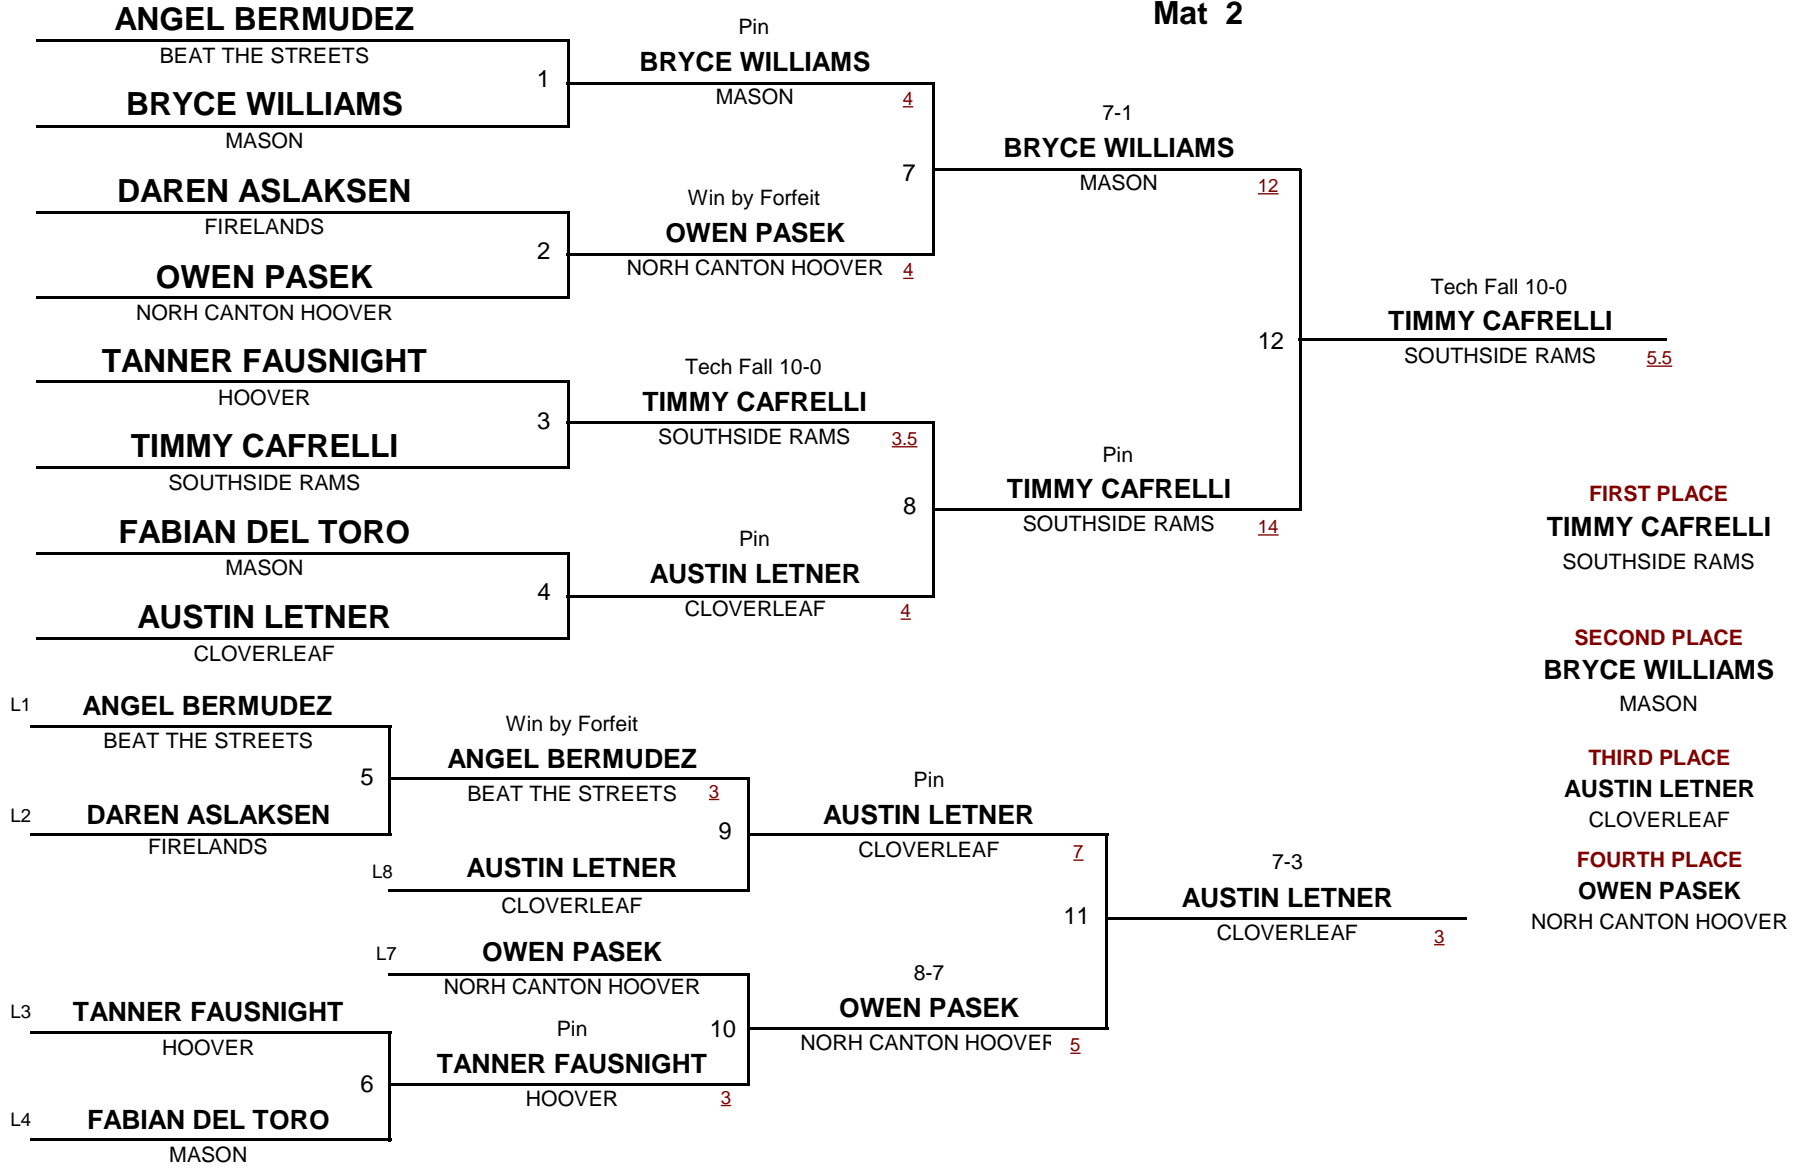 Mat 2
ANGEL BERMUDEZ
BEAT THE STREETS
1
BRYCE WILLIAMS
MASON
DAREN ASLAKSEN
FIRELANDS
2
OWEN PASEK
NORH CANTON HOOVER
TANNER FAUSNIGHT
HOOVER
3
TIMMY CAFRELLI
SOUTHSIDE RAMS
FABIAN DEL TORO
MASON
4
AUSTIN LETNER
CLOVERLEAF
Pin
BRYCE WILLIAMS
MASON 4
7
Win by Forfeit
OWEN PASEK
NORH CANTON HOOVER 4
Tech Fall 10-0
TIMMY CAFRELLI
SOUTHSIDE RAMS 3.5
8
Pin
AUSTIN LETNER
CLOVERLEAF 4
7-1
BRYCE WILLIAMS
MASON 12
12
Pin
TIMMY CAFRELLI
SOUTHSIDE RAMS 14
Tech Fall 10-0
TIMMY CAFRELLI
SOUTHSIDE RAMS 5.5
FIRST PLACE
TIMMY CAFRELLI
SOUTHSIDE RAMS
SECOND PLACE
BRYCE WILLIAMS
MASON
THIRD PLACE
AUSTIN LETNER
CLOVERLEAF
FOURTH PLACE
OWEN PASEK
NORH CANTON HOOVER
L1 ANGEL BERMUDEZ
BEAT THE STREETS
5
L2 DAREN ASLAKSEN
FIRELANDS
L3 TANNER FAUSNIGHT
HOOVER
6
L4 FABIAN DEL TORO
MASON
Win by Forfeit
ANGEL BERMUDEZ
BEAT THE STREETS 3
9
L8 AUSTIN LETNER
CLOVERLEAF
L7 OWEN PASEK
NORH CANTON HOOVER
Pin 10
TANNER FAUSNIGHT
HOOVER 3
Pin
AUSTIN LETNER
CLOVERLEAF 7
11
8-7
OWEN PASEK
NORH CANTON HOOVER 5
7-3
AUSTIN LETNER
CLOVERLEAF 3